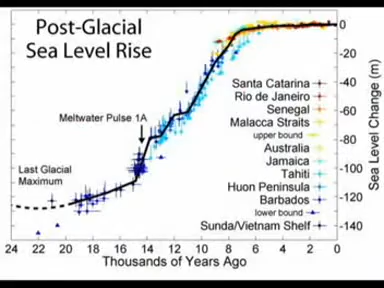 Post-Glacial
Sea Level Rise
Meltwater Pulse 1A
Last Glacial
Maximum
Santa Catarina
Rio de Janeiro
Senegal
Malacca Straits
upper bound
Australia
Jamaica
Tahiti
Huon Peninsula
Barbados
lower bound
Sunda/Vietnam Shelf
0
-20
-40
-60
-80
-100
-120
-140
Sea Level Change (m)
24 22 20 18 16 14 12 10 8 6 4 2 0
Thousands of Years Ago